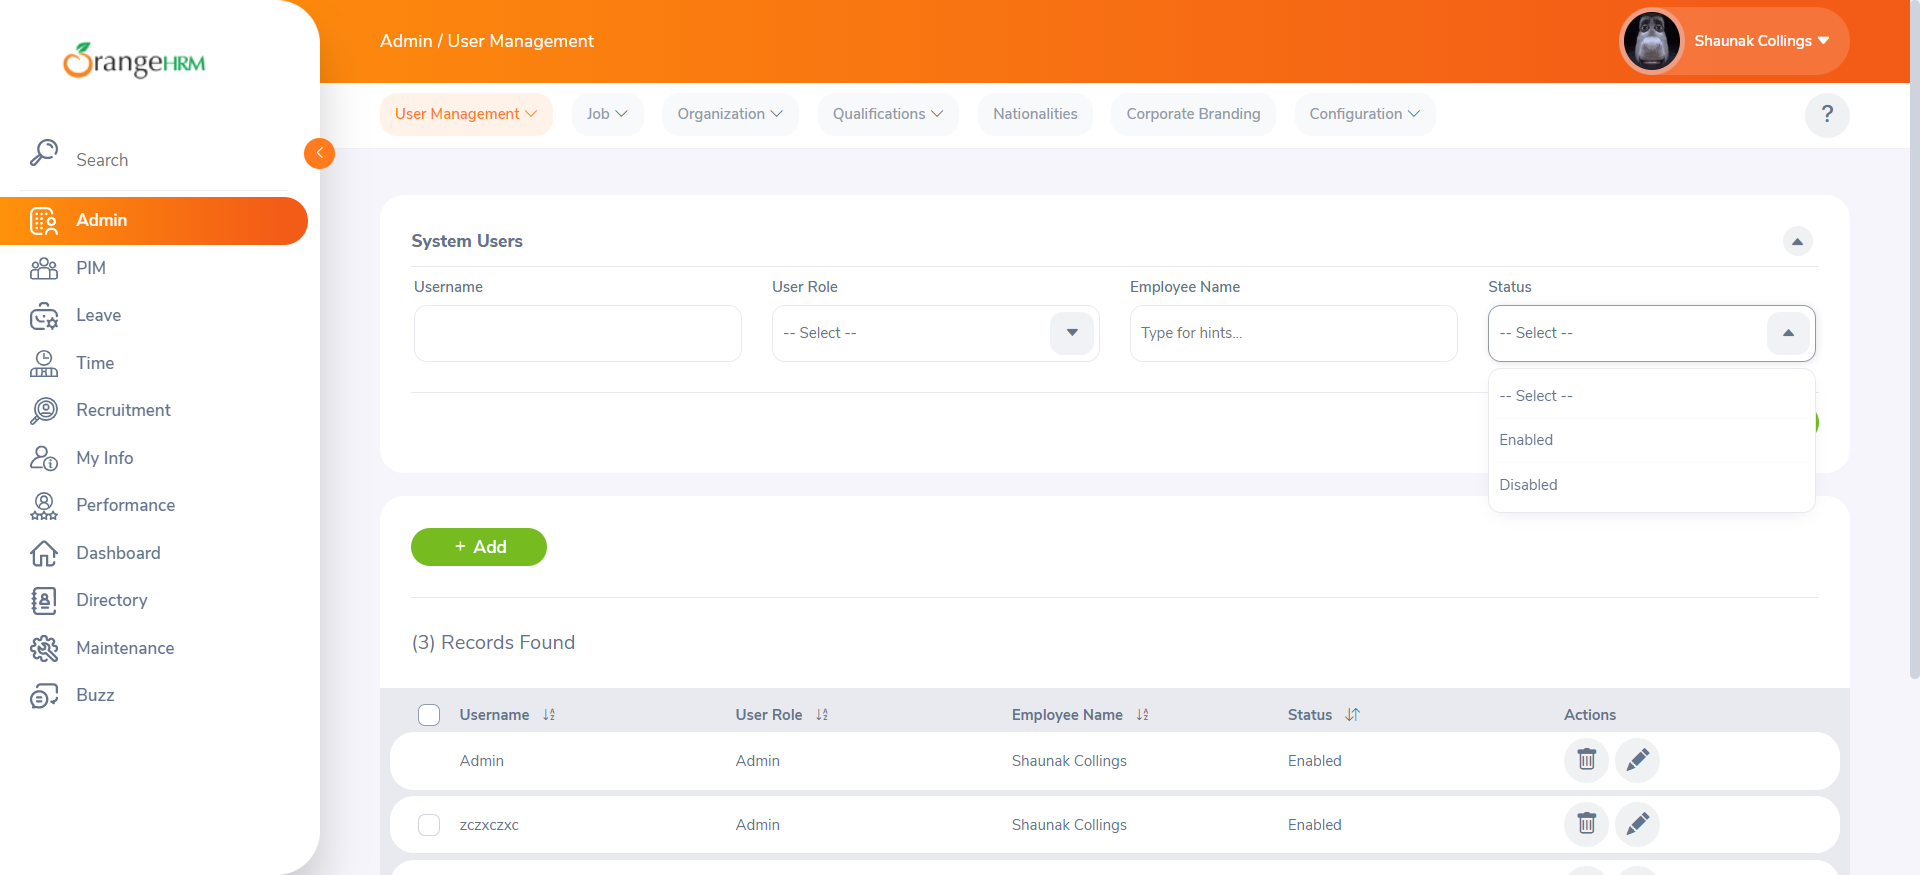 OrangeHRM
Admin / User Management
Shaunak Collings
Search
Admin
PIM
Leave
Time
Recruitment
My Info
Performance
Dashboard
Directory
Maintenance
Buzz
User Management
Job
Organization
Qualifications
Nationalities
Corporate Branding
Configuration
?
System Users
Username
User Role
Employee Name
Status
-- Select --
Type for hints...
-- Select --
-- Select --
Enabled
Disabled
+ Add
(3) Records Found
Username User Role Employee Name Status Actions
Admin Admin Shaunak Collings Enabled
zczxczxc Admin Shaunak Collings Enabled